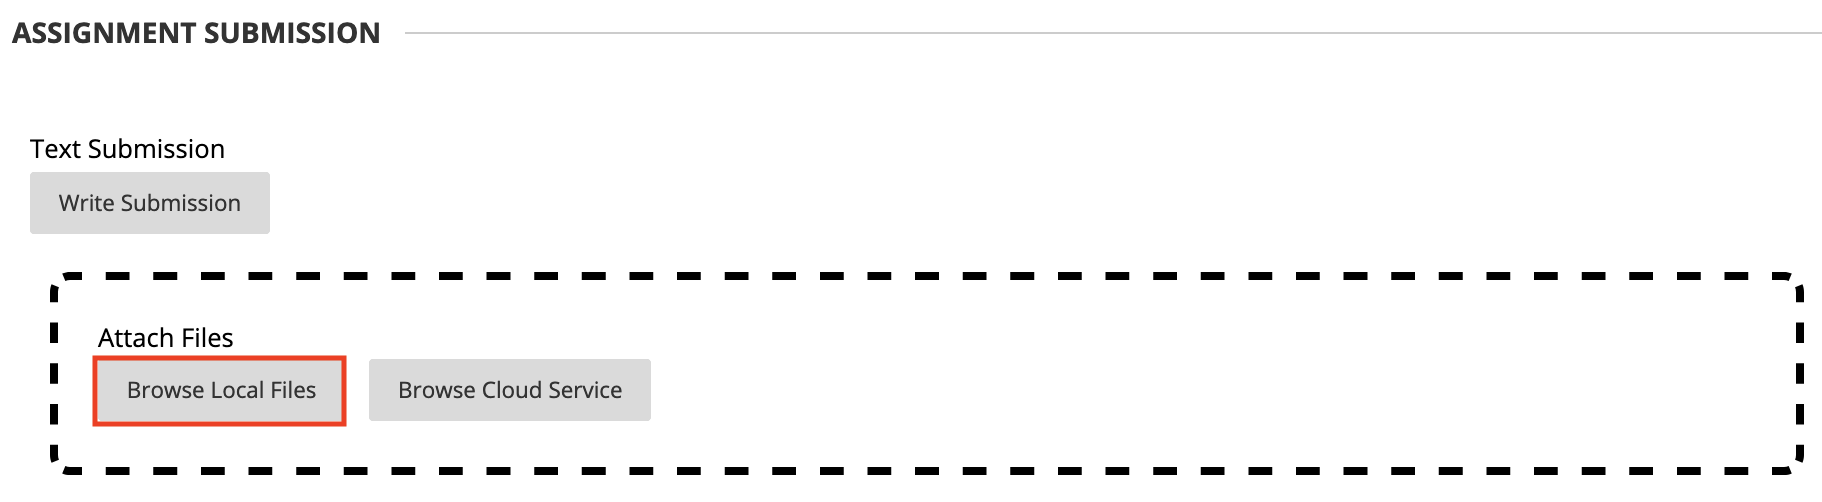 ASSIGNMENT SUBMISSION
Text Submission
Write Submission
Attach Files
Browse Local Files
Browse Cloud Service